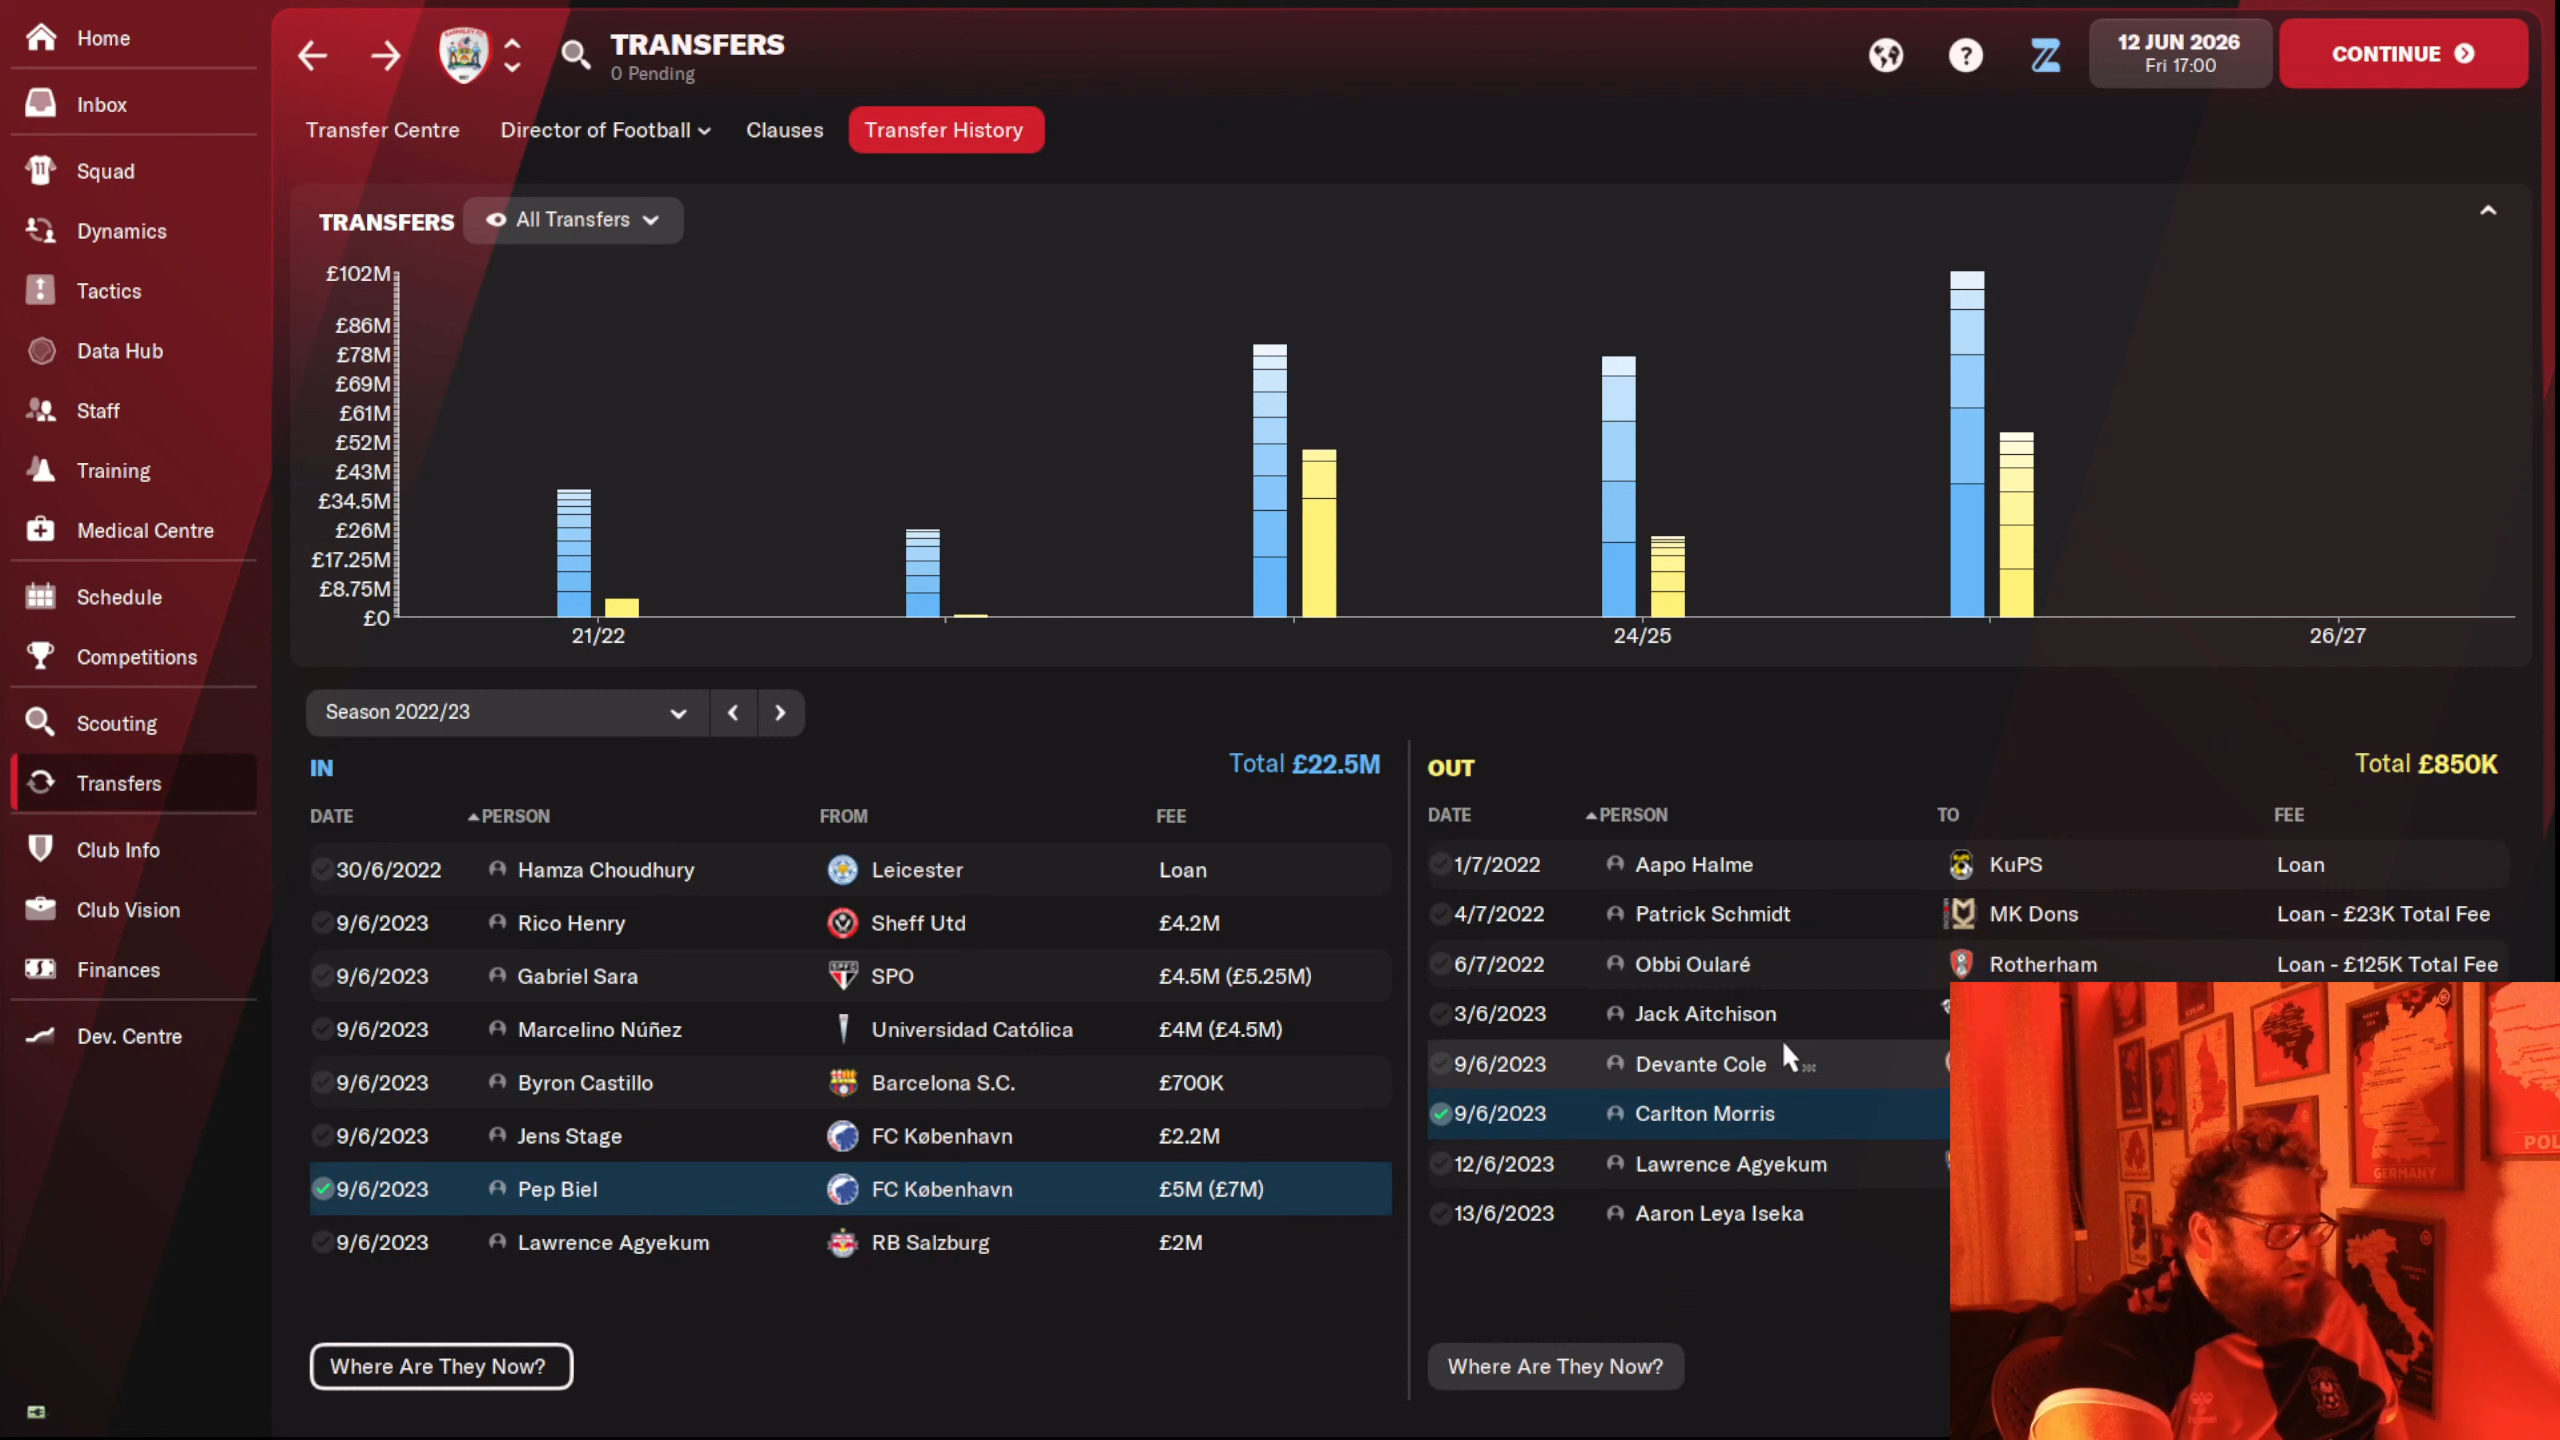 Home
Inbox
Squad
Dynamics
Tactics
Data Hub
Staff
Training
Medical Centre
Schedule
Competitions
Scouting
Transfers
Club Info
Club Vision
Finances
Dev. Centre
TRANSFERS
0 Pending
12 JUN 2026
Fri 17:00
CONTINUE
Transfer Centre
Director of Football
Clauses
Transfer History
TRANSFERS
All Transfers
£102M
£86M
£78M
£69M
£61M
£52M
£43M
£34.5M
£26M
£17.25M
£8.75M
£0
21/22
24/25
26/27
Season 2022/23
IN
Total £22.5M
DATE PERSON FROM FEE
30/6/2022 Hamza Choudhury Leicester Loan
9/6/2023 Rico Henry Sheff Utd £4.2M
9/6/2023 Gabriel Sara SPO £4.5M (£5.25M)
9/6/2023 Marcelino Núñez Universidad Católica £4M (£4.5M)
9/6/2023 Byron Castillo Barcelona S.C. £700K
9/6/2023 Jens Stage FC København £2.2M
9/6/2023 Pep Biel FC København £5M (£7M)
9/6/2023 Lawrence Agyekum RB Salzburg £2M
Where Are They Now?
OUT
Total £850K
DATE PERSON TO FEE
1/7/2022 Aapo Halme KuPS Loan
4/7/2022 Patrick Schmidt MK Dons Loan - £23K Total Fee
6/7/2022 Obbi Oularé Rotherham Loan - £125K Total Fee
3/6/2023 Jack Aitchison
9/6/2023 Devante Cole
9/6/2023 Carlton Morris
12/6/2023 Lawrence Agyekum
13/6/2023 Aaron Leya Iseka
Where Are They Now?
GERMANY
POL